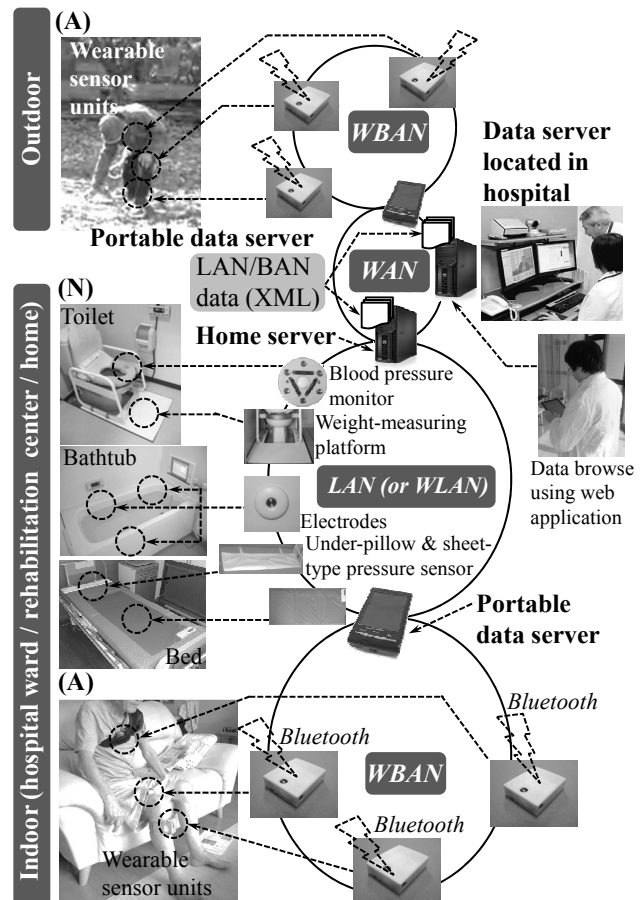 (A)
Outdoor
Wearable
sensor
units
WBAN
Data server
located in
hospital
Portable data server
LAN/BAN
data (XML)
WAN
Home server
Indoor (hospital ward / rehabilitation center / home)
(N)
Toilet
Blood pressure
monitor
Weight-measuring
platform
Data browse
using web
application
Bathtub
LAN (or WLAN)
Electrodes
Under-pillow & sheet-
type pressure sensor
Bed
Portable
data server
(A)
Bluetooth
Bluetooth
WBAN
Bluetooth
Wearable
sensor units